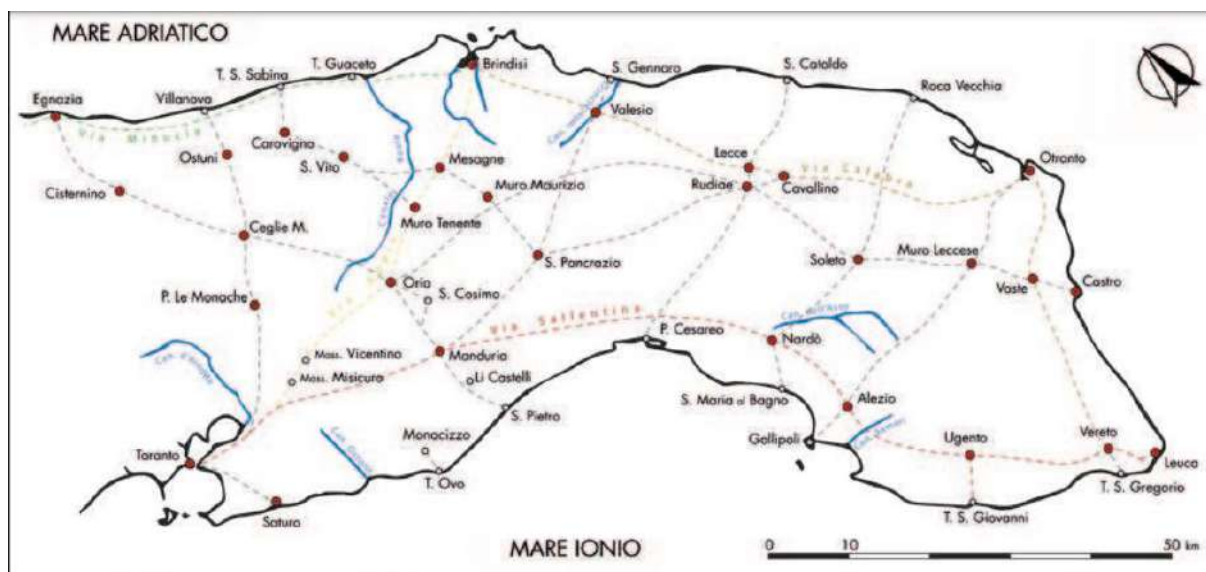 MARE ADRIATICO
T. S. Sabina
T. Guaceto
Brindisi
S. Gennaro
S. Cataldo
Roca Vecchia
Egnazia
Villanova
Via Minucia
Valesio
Caravigno
Ostuni
S. Vito
Mesagne
Lecce
Via Calabra
Otranto
Cisternino
Muro Maurizio
Rudiae
Cavallino
Muro Tenente
Ceglie M.
S. Pancrazio
Soleto
Muro Leccese
Oria
S. Cosimo
Vaste
Castro
P. Le Monache
Via Sallentina
P. Cesareo
Nardò
Mass. Vicentino
Manduria
Mass. Misicuro
Li Castelli
S. Maria al Bagno
Alezio
S. Pietro
Monacizzo
Gallipoli
Ugento
Vereto
Leuca
Taranto
T. Ovo
T. S. Gregorio
Saturo
T. S. Giovanni
MARE IONIO
0 10 50 km